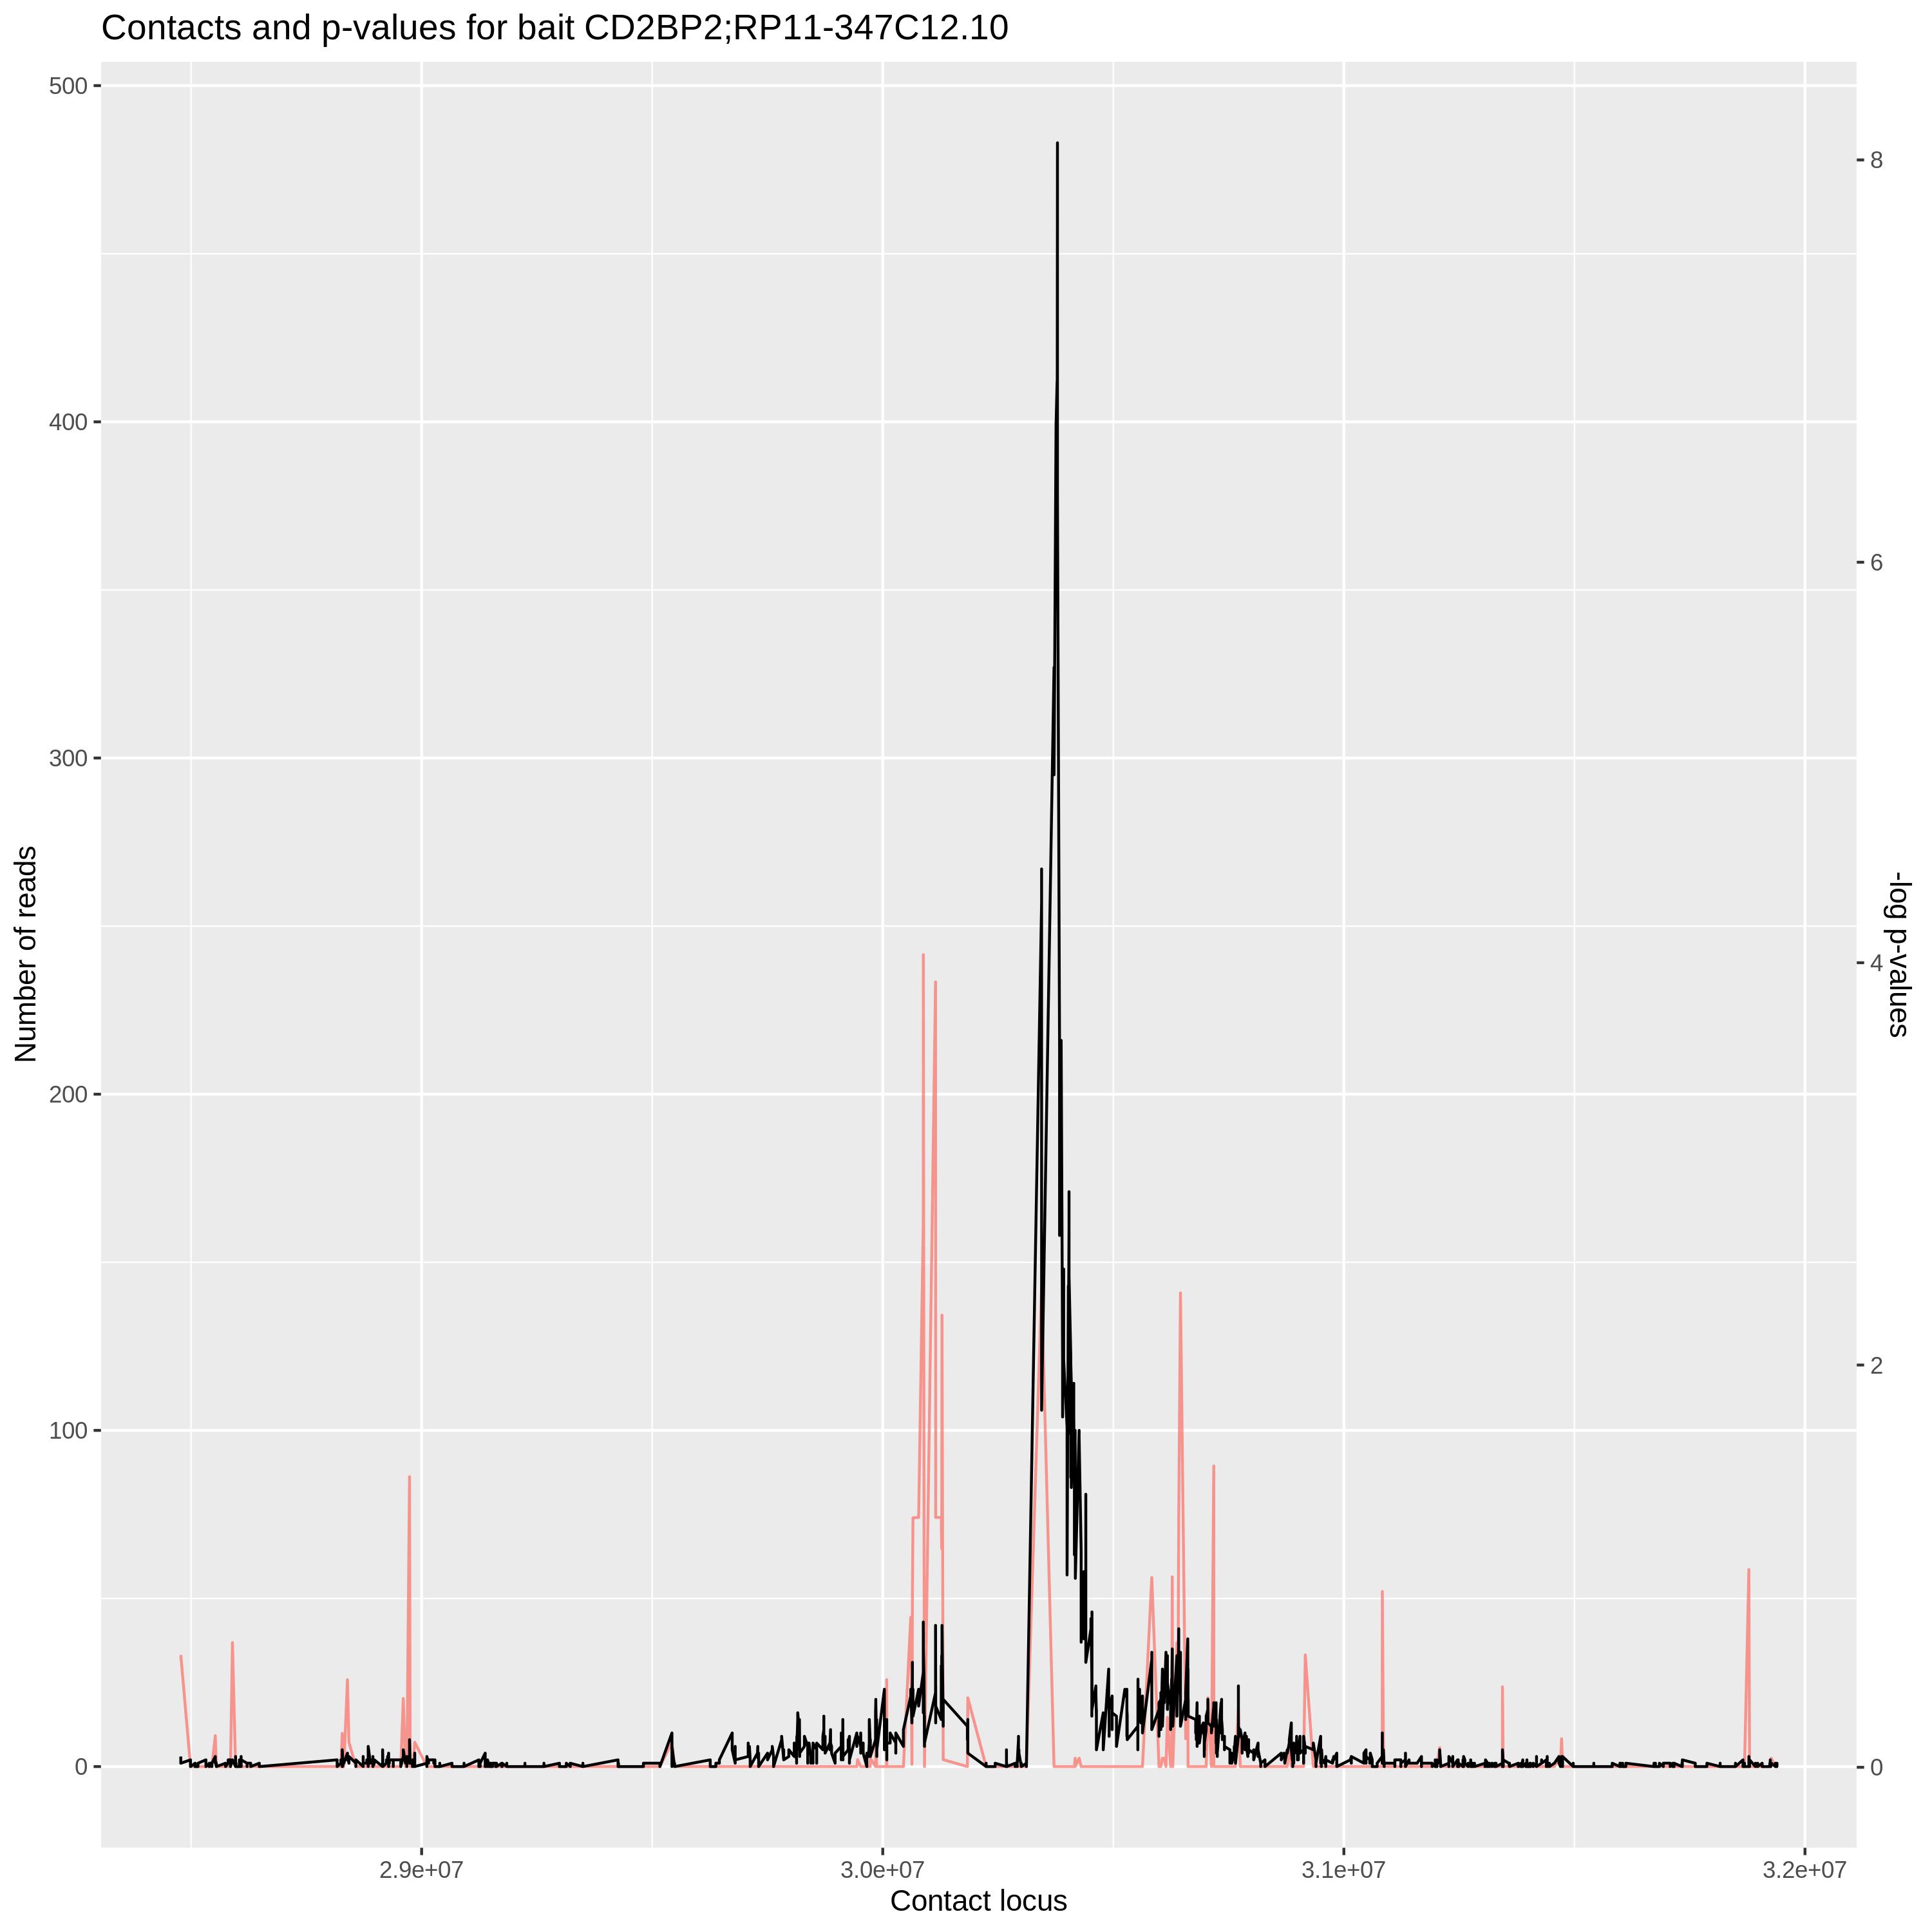 Contacts and p-values for bait CD2BP2;RP11-347C12.10
500
400
300
200
100
0
Number of reads
8
6
4
2
0
-log p-values
2.9e+07 3.0e+07 3.1e+07 3.2e+07
Contact locus